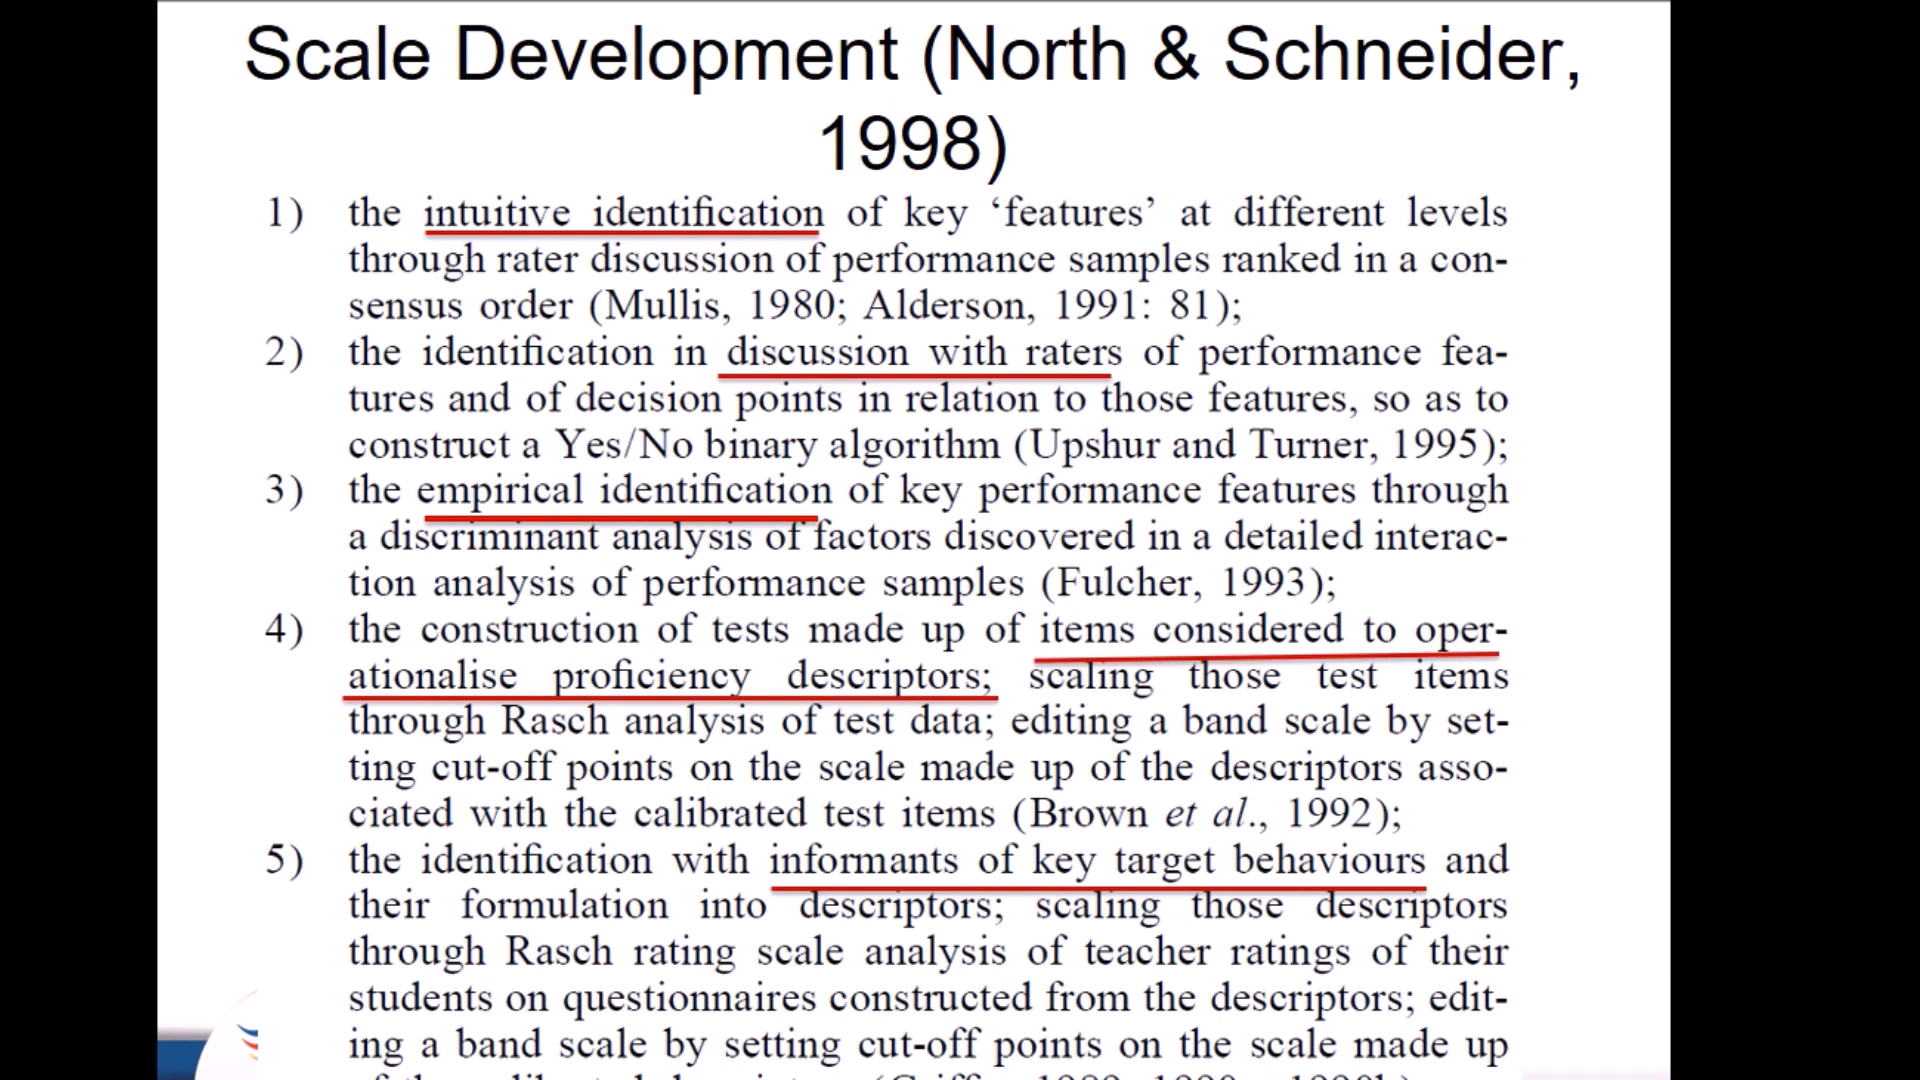 Scale Development (North & Schneider,
1998)
1) the intuitive identification of key ‘features’ at different levels
through rater discussion of performance samples ranked in a con-
sensus order (Mullis, 1980; Alderson, 1991: 81);
2) the identification in discussion with raters of performance fea-
tures and of decision points in relation to those features, so as to
construct a Yes/No binary algorithm (Upshur and Turner, 1995);
3) the empirical identification of key performance features through
a discriminant analysis of factors discovered in a detailed interac-
tion analysis of performance samples (Fulcher, 1993);
4) the construction of tests made up of items considered to oper-
ationalise proficiency descriptors; scaling those test items
through Rasch analysis of test data; editing a band scale by set-
ting cut-off points on the scale made up of the descriptors asso-
ciated with the calibrated test items (Brown et al., 1992);
5) the identification with informants of key target behaviours and
their formulation into descriptors; scaling those descriptors
through Rasch rating scale analysis of teacher ratings of their
students on questionnaires constructed from the descriptors; edit-
ing a band scale by setting cut-off points on the scale made up